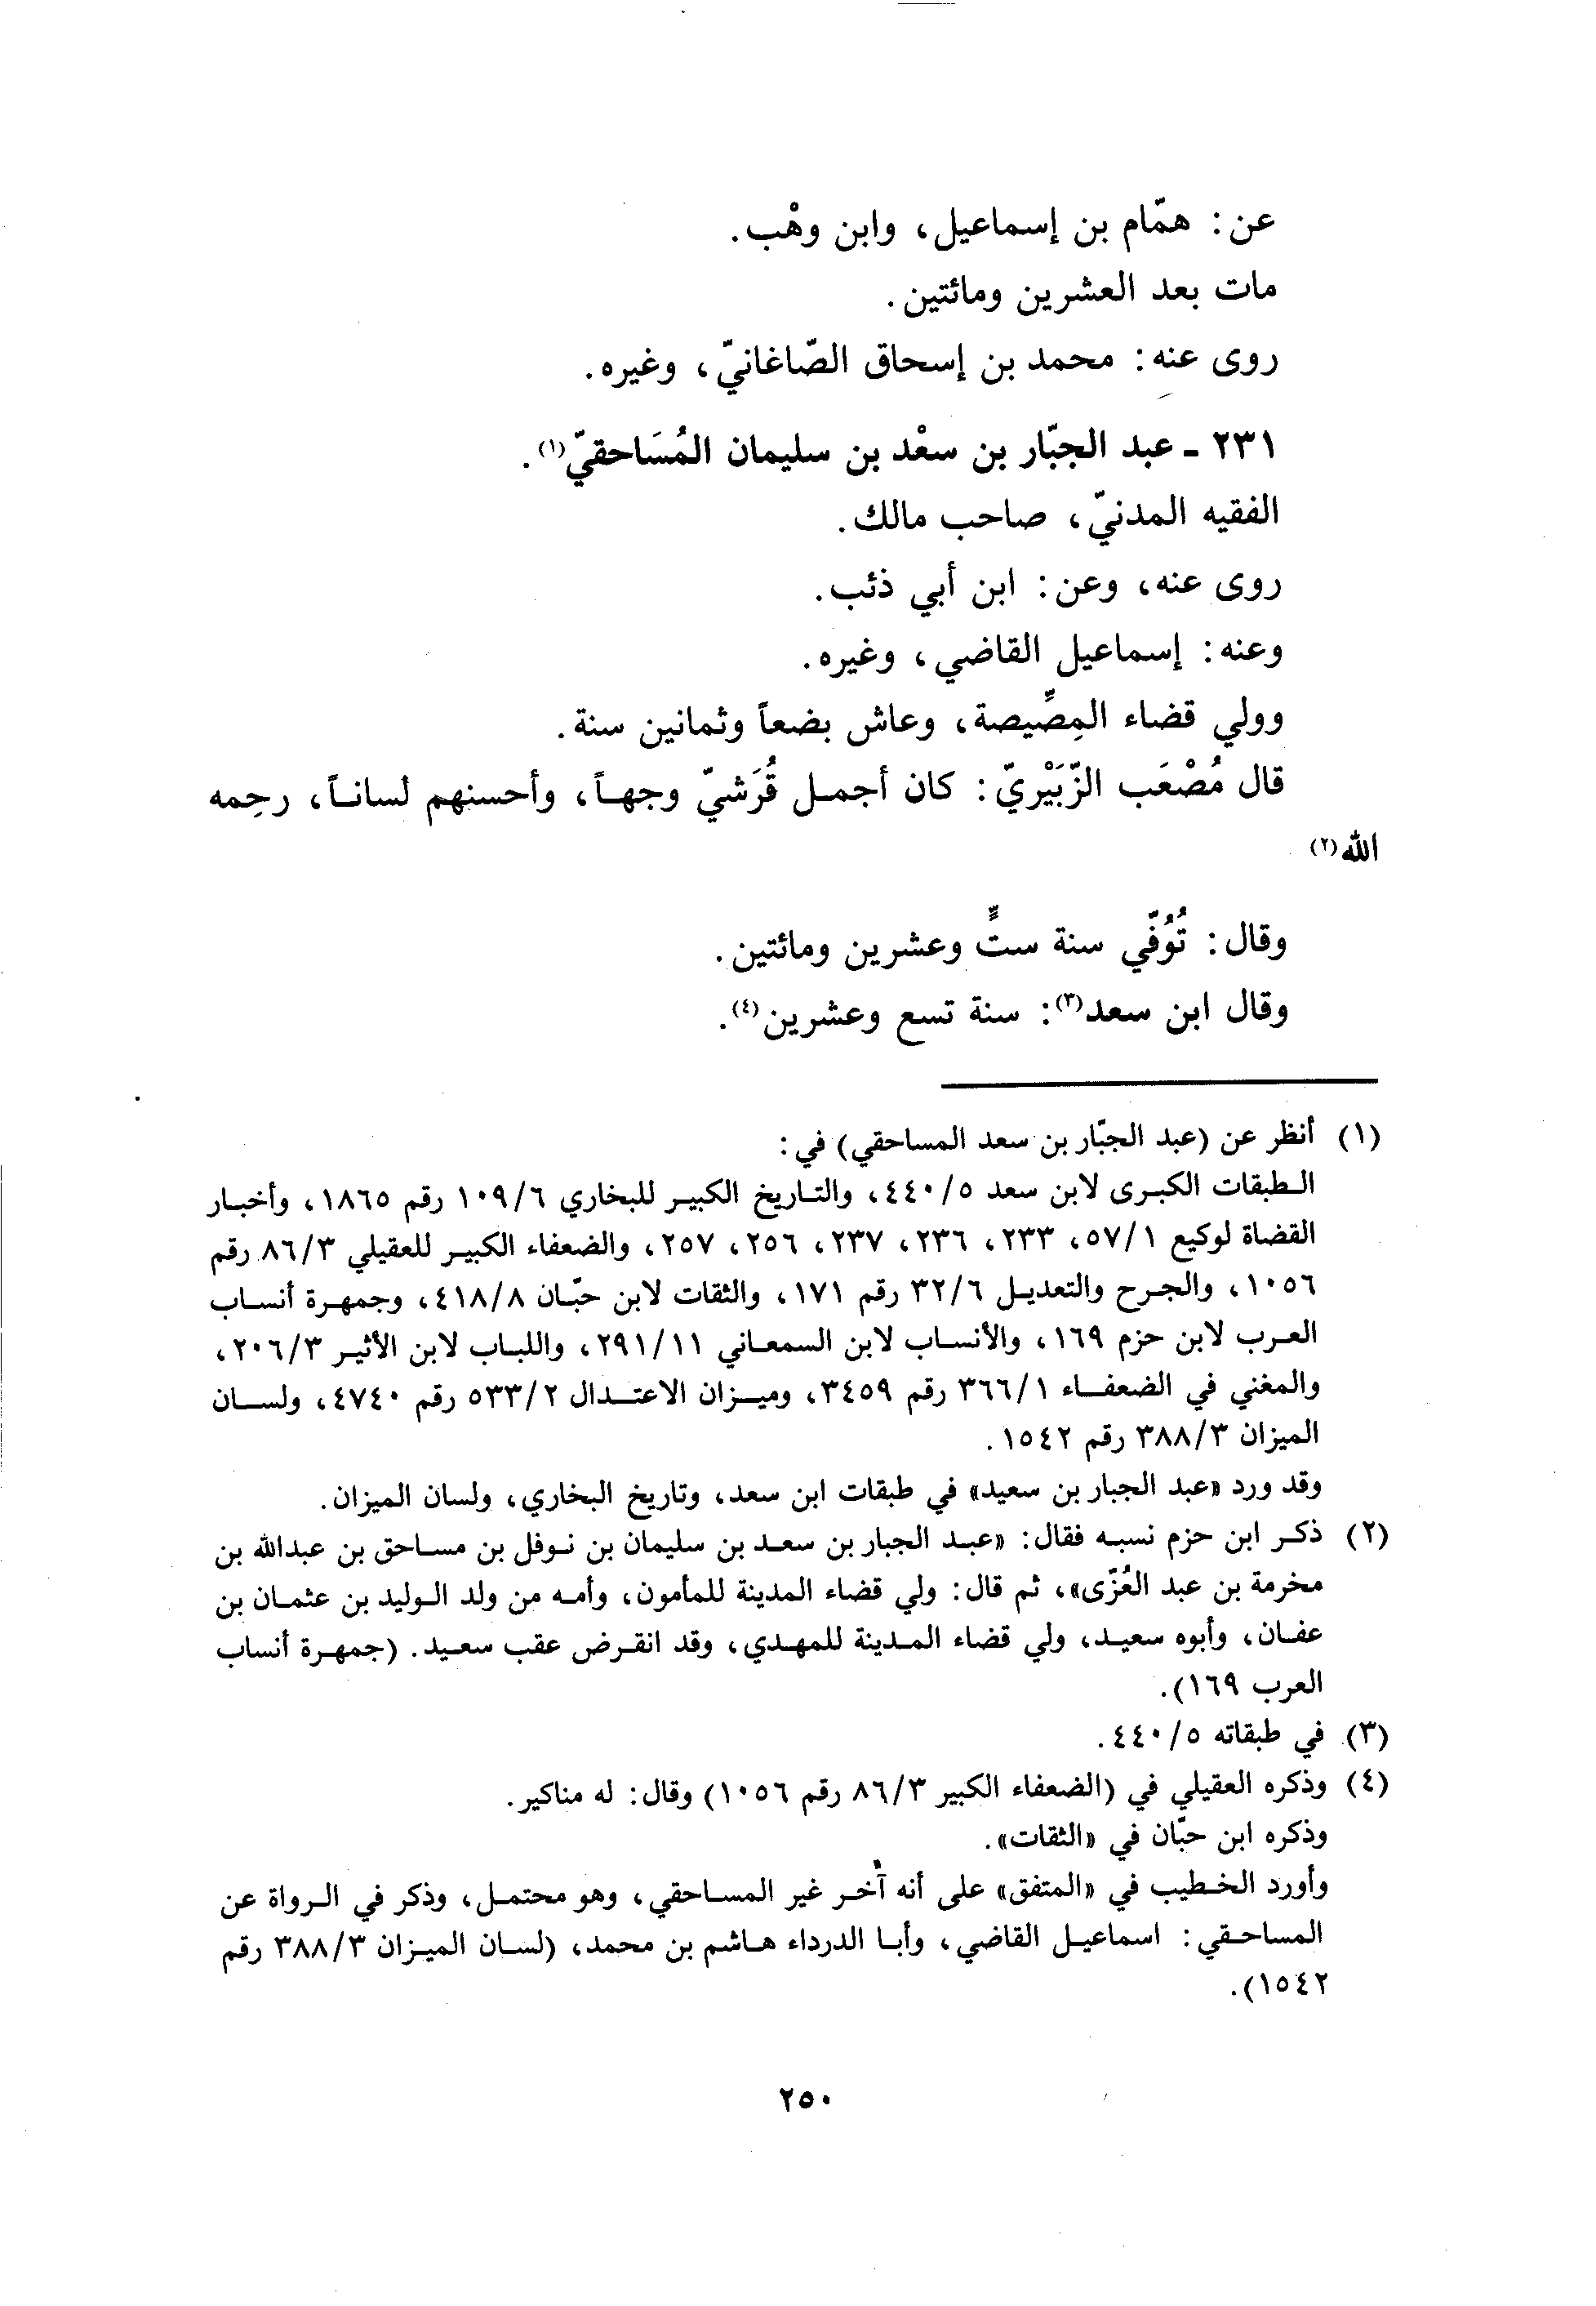 عن: همّام بن إسماعيل، وابن وهْب.
مات بعد العشرين ومائتين.
روى عنه: محمد بن إسحاق الصّاغانيّ، وغيره.
٢٣١ - عبد الجبّار بن سعْد بن سليمان المُسَاحقيّ(١).
الفقيه المدنيّ، صاحب مالك.
روى عنه، وعن: ابن أبي ذئب.
وعنه: إسماعيل القاضي، وغيره.
وولي قضاء المِصِّيصة، وعاش بضعاً وثمانين سنة.
قال مُصْعَب الزّبَيْريّ: كان أجمل قُرَشيّ وجهاً، وأحسنهم لساناً، رحِمه
الله(٢)
وقال: تُوُفّي سنة ستٍّ وعشرين ومائتين.
وقال ابن سعد(٣): سنة تسع وعشرين(٤).
(١) أنظر عن (عبد الجبّار بن سعد المساحقي) في:
الطبقات الكبرى لابن سعد ٤٤٠/٥، والتاريخ الكبير للبخاري ١٠٩/٦ رقم ١٨٦٥، وأخبار
القضاة لوكيع ٥٧/١، ٢٣٣، ٢٣٦، ٢٣٧، ٢٥٦، ٢٥٧، والضعفاء الكبير للعقيلي ٨٦/٣ رقم
١٠٥٦، والجرح والتعديل ٣٢/٦ رقم ١٧١، والثقات لابن حبّان ٤١٨/٨، وجمهرة أنساب
العرب لابن حزم ١٦٩، والأنساب لابن السمعاني ٢٩١/١١، واللباب لابن الأثير ٢٠٦/٣،
والمغني في الضعفاء ٣٦٦/١ رقم ٣٤٥٩، وميزان الاعتدال ٥٣٣/٢ رقم ٤٧٤٠، ولسان
الميزان ٣٨٨/٣ رقم ١٥٤٢.
وقد ورد «عبد الجبار بن سعيد» في طبقات ابن سعد، وتاريخ البخاري، ولسان الميزان.
(٢) ذكر ابن حزم نسبه فقال: «عبد الجبار بن سعد بن سليمان بن نوفل بن مساحق بن عبدالله بن
مخرمة بن عبد العُزّى»، ثم قال: ولي قضاء المدينة للمأمون، وأمه من ولد الوليد بن عثمان بن
عفان، وأبوه سعيد، ولي قضاء المدينة للمهدي، وقد انقرض عقب سعيد. (جمهرة أنساب
العرب ١٦٩).
(٣) في طبقاته ٤٤٠/٥.
(٤) وذكره العقيلي في (الضعفاء الكبير ٨٦/٣ رقم ١٠٥٦) وقال: له مناكير.
وذكره ابن حبّان في «الثقات».
وأورد الخطيب في «المتفق» على أنه آخر غير المساحقي، وهو محتمل، وذكر في الرواة عن
المساحقي: اسماعيل القاضي، وأبا الدرداء هاشم بن محمد، (لسان الميزان ٣٨٨/٣ رقم
١٥٤٢).
٢٥٠